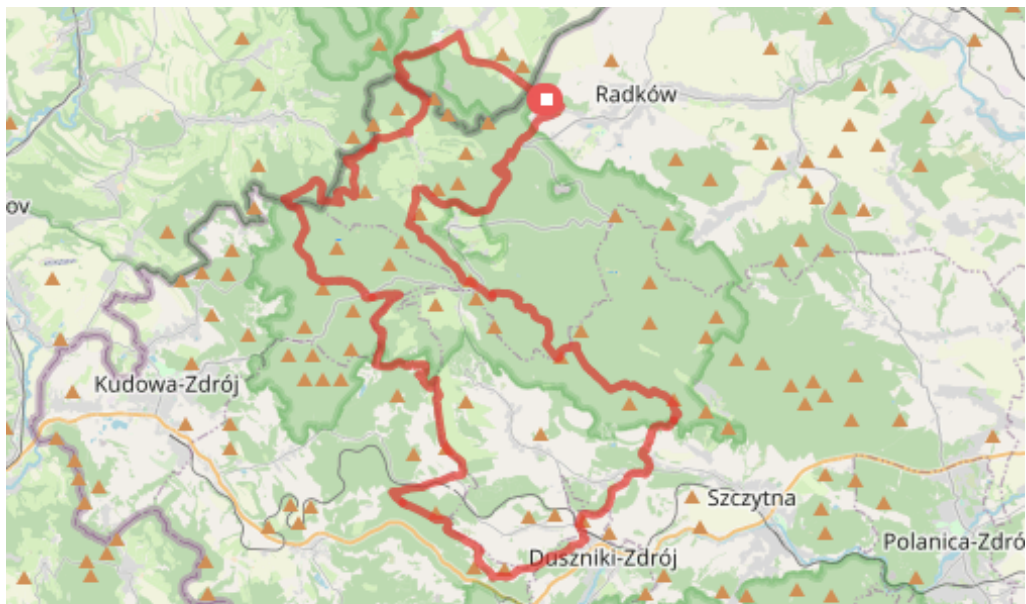 Radków
ov
Kudowa-Zdrój
Szczytna
Duszniki-Zdrój
Polanica-Zdró